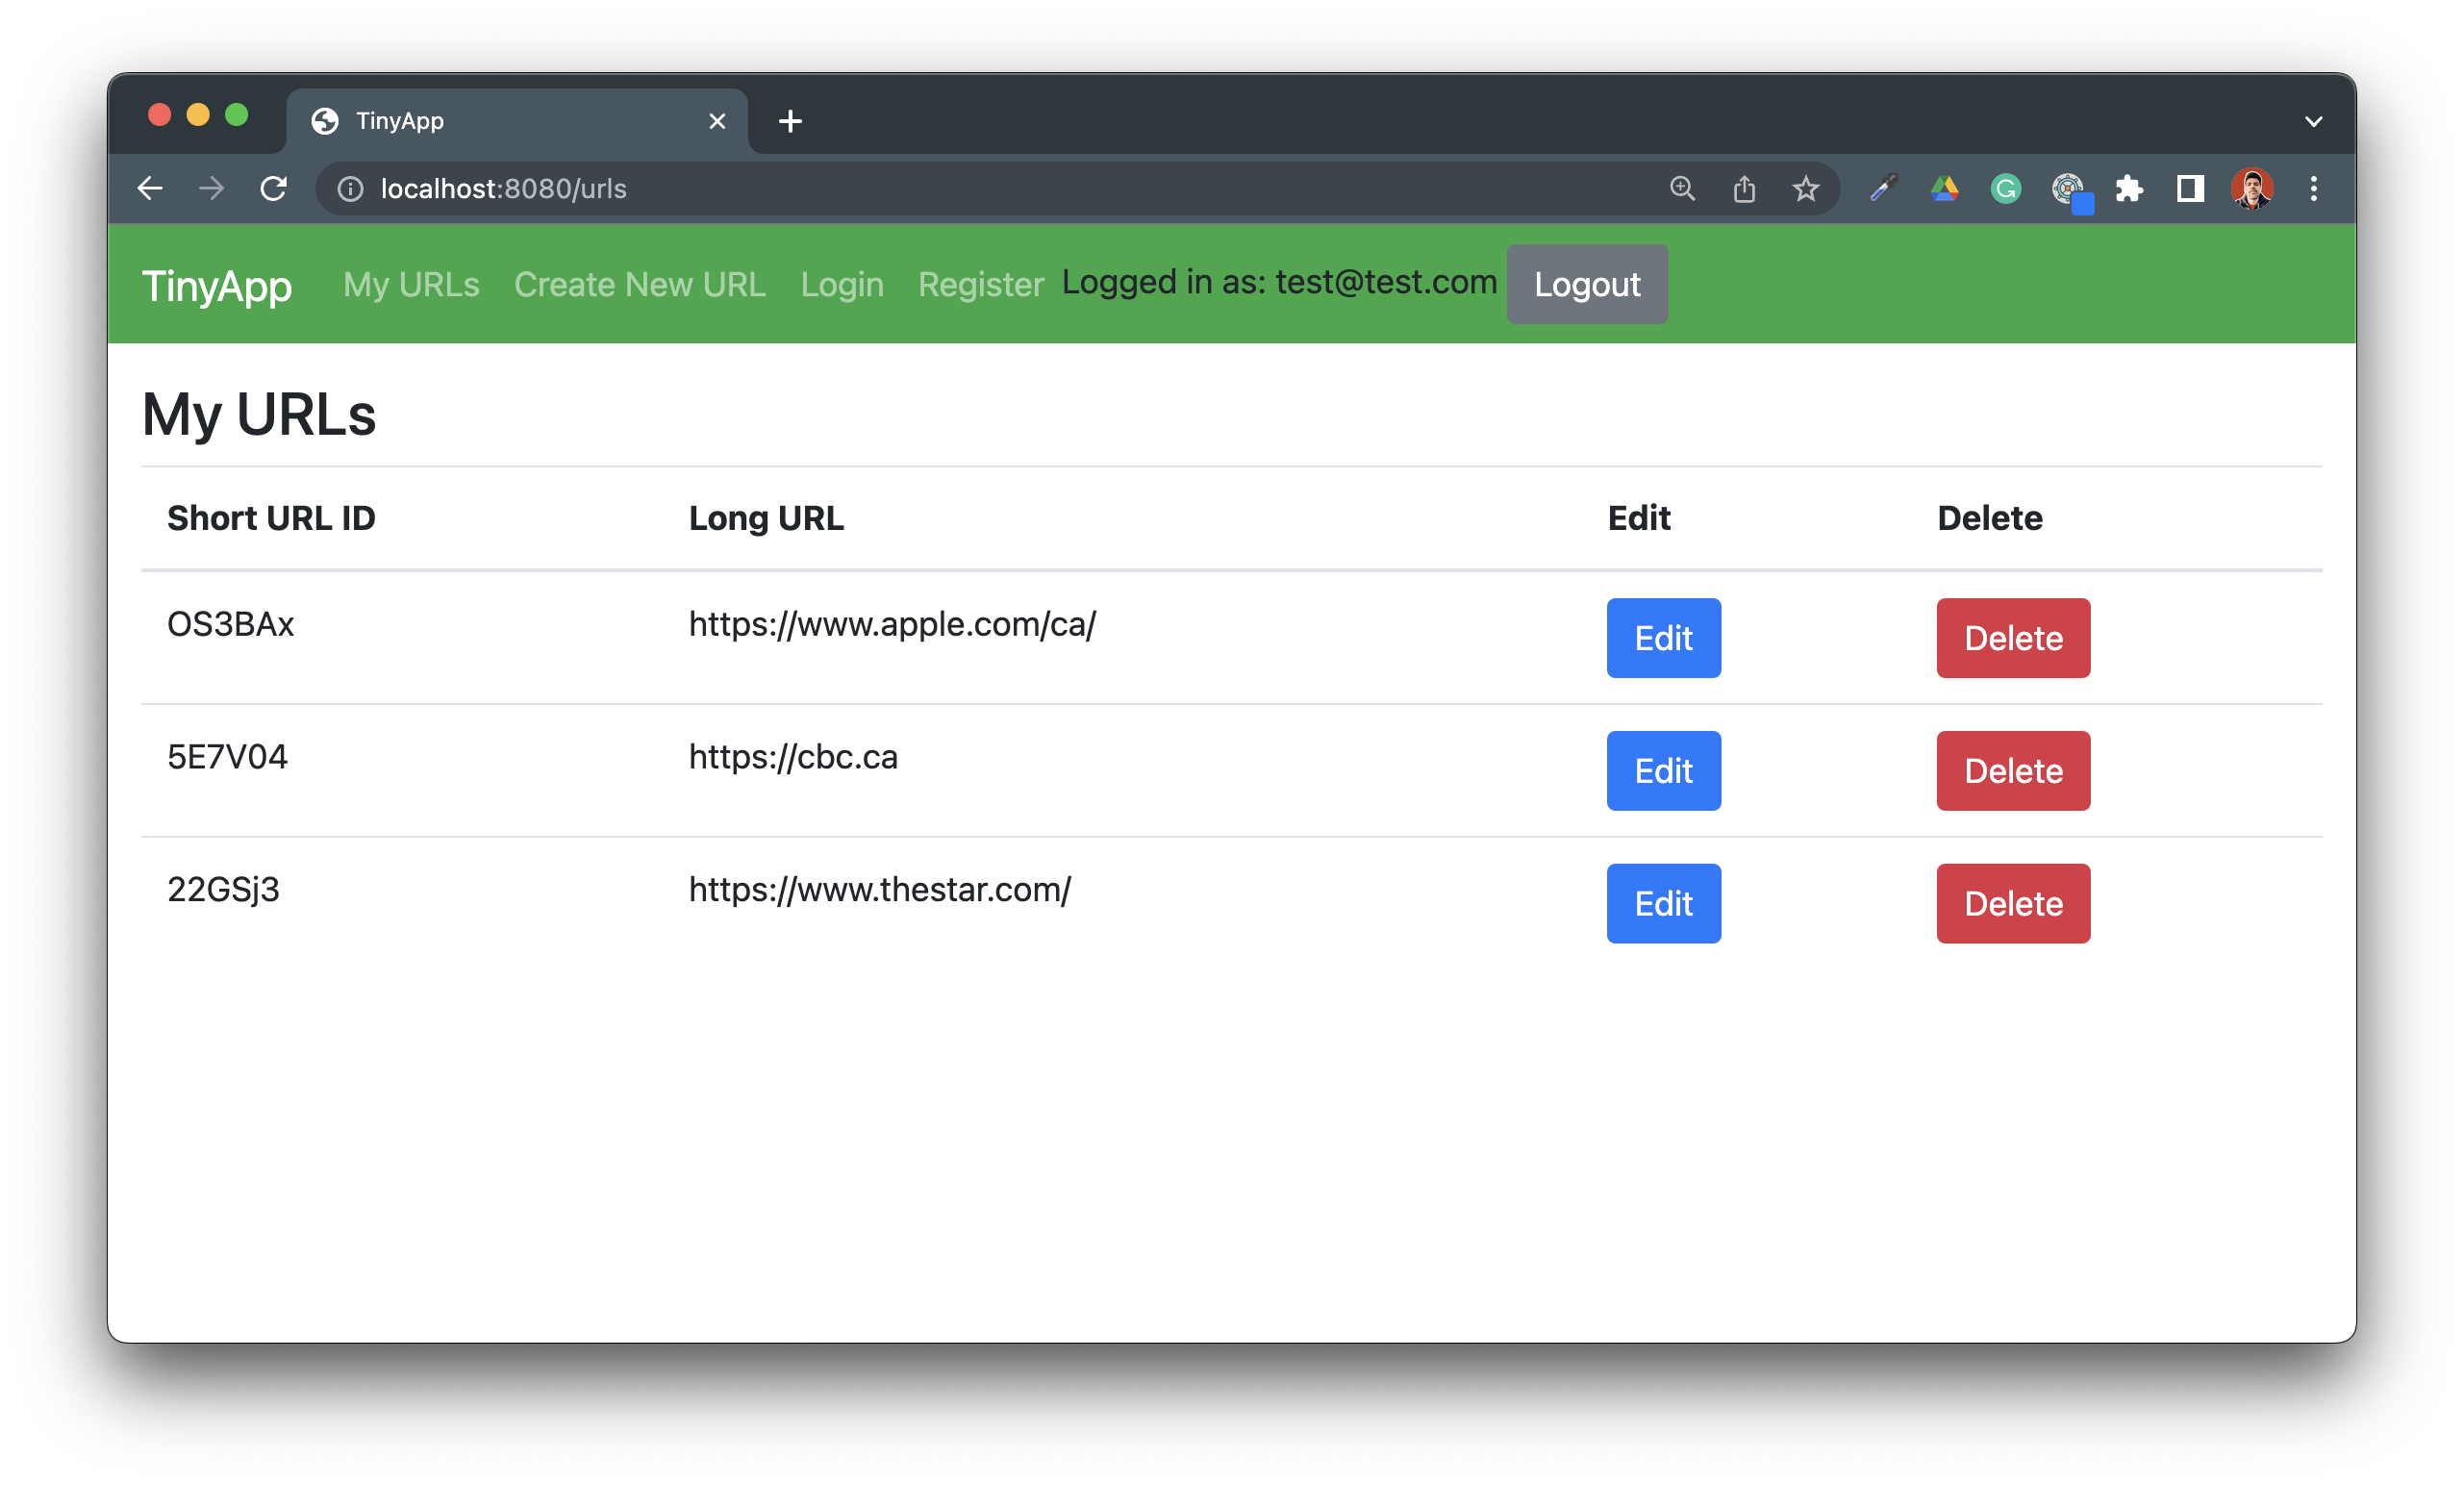 TinyApp
localhost:8080/urls
TinyApp My URLs Create New URL Login Register Logged in as: test@test.com Logout
My URLs
Short URL ID Long URL Edit Delete
OS3BAx https://www.apple.com/ca/ Edit Delete
5E7V04 https://cbc.ca Edit Delete
22GSj3 https://www.thestar.com/ Edit Delete